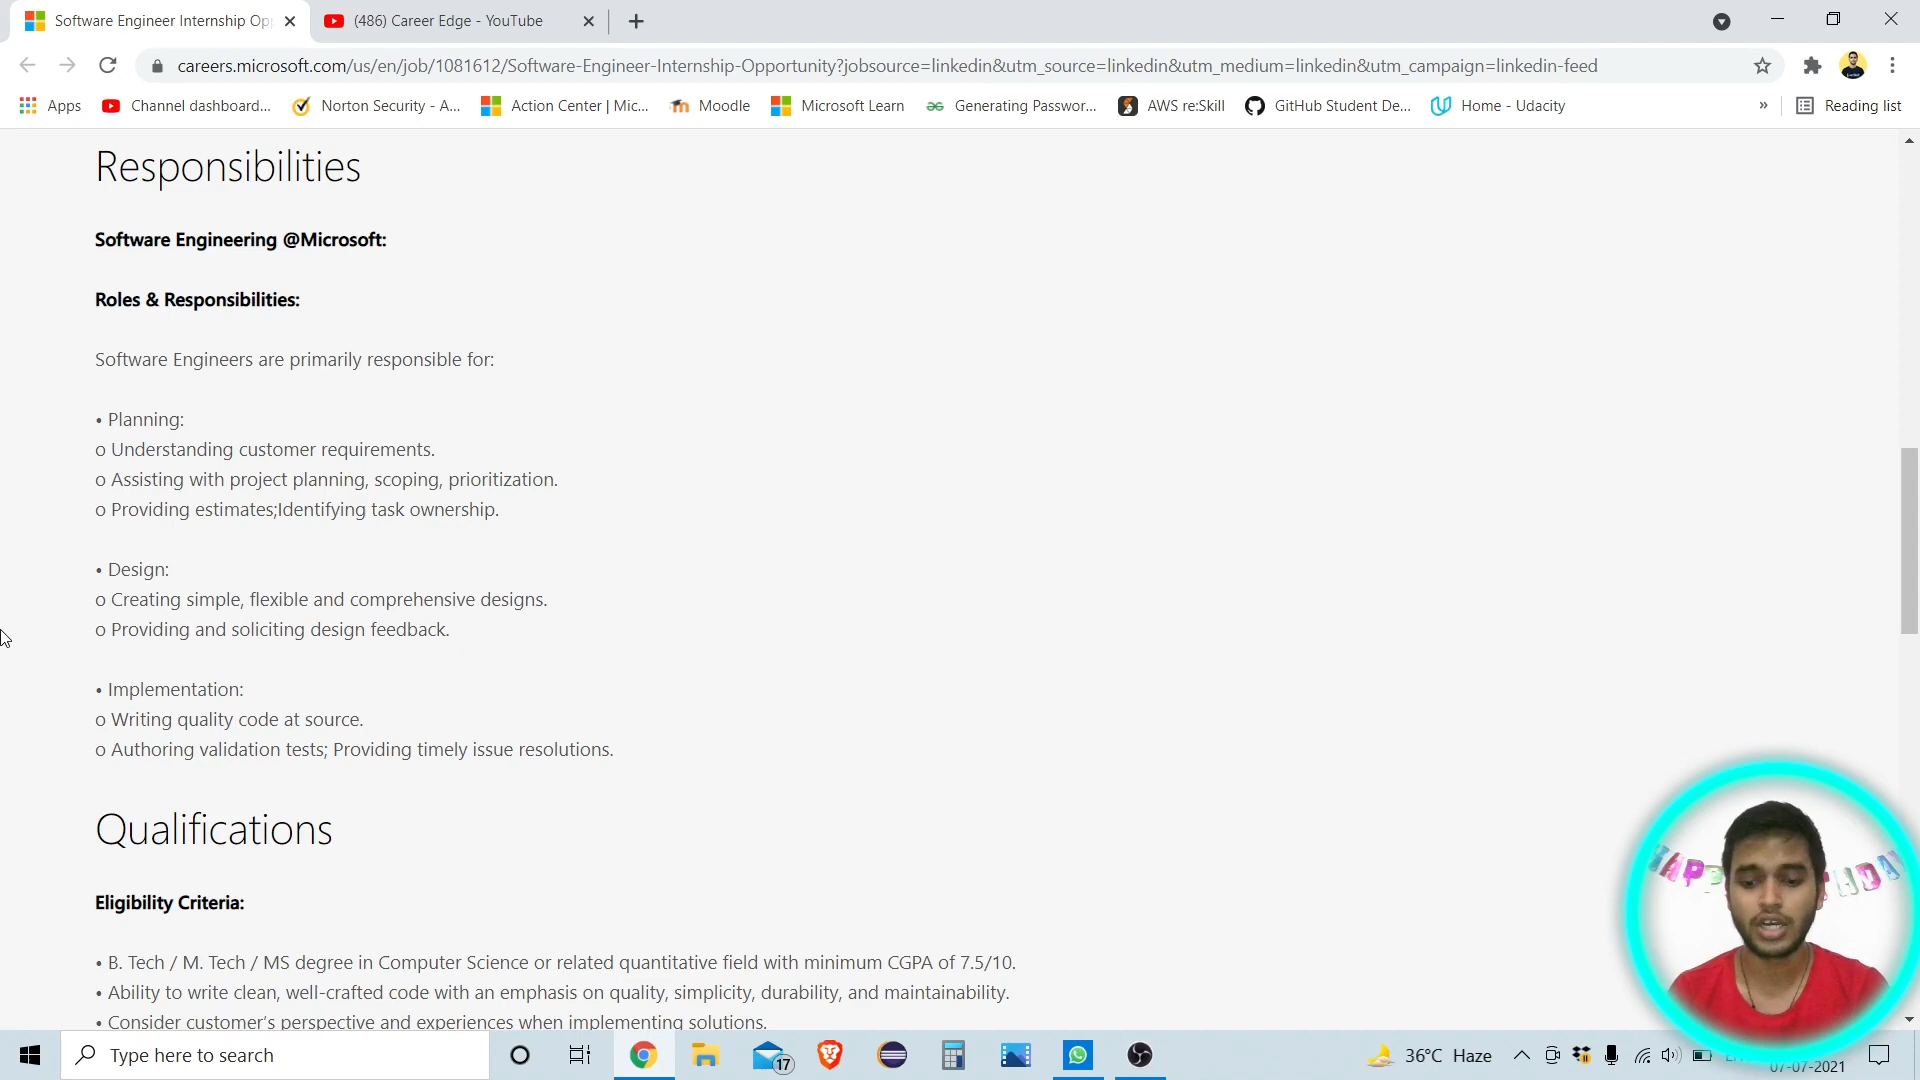 Software Engineer Internship Op
(486) Career Edge - YouTube
careers.microsoft.com/us/en/job/1081612/Software-Engineer-Internship-Opportunity?jobsource=linkedin&utm_source=linkedin&utm_medium=linkedin&utm_campaign=linkedin-feed
Apps
Channel dashboard...
Norton Security - A...
Action Center | Mic...
Moodle
Microsoft Learn
Generating Passwor...
AWS re:Skill
GitHub Student De...
Home - Udacity
»
Reading list
Responsibilities
Software Engineering @Microsoft:
Roles & Responsibilities:
Software Engineers are primarily responsible for:
• Planning:
o Understanding customer requirements.
o Assisting with project planning, scoping, prioritization.
o Providing estimates;Identifying task ownership.
• Design:
o Creating simple, flexible and comprehensive designs.
o Providing and soliciting design feedback.
• Implementation:
o Writing quality code at source.
o Authoring validation tests; Providing timely issue resolutions.
Qualifications
Eligibility Criteria:
• B. Tech / M. Tech / MS degree in Computer Science or related quantitative field with minimum CGPA of 7.5/10.
• Ability to write clean, well-crafted code with an emphasis on quality, simplicity, durability, and maintainability.
• Consider customer's perspective and experiences when implementing solutions.
Type here to search
17
36°C Haze
07-07-2021